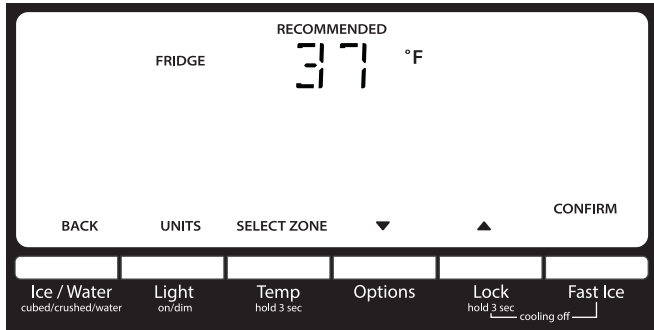 RECOMMENDED
FRIDGE 37 °F
CONFIRM
BACK UNITS SELECT ZONE ▼ ▲
Ice / Water Light Temp Options Lock Fast Ice
cubed/crushed/water on/dim hold 3 sec hold 3 sec
cooling off